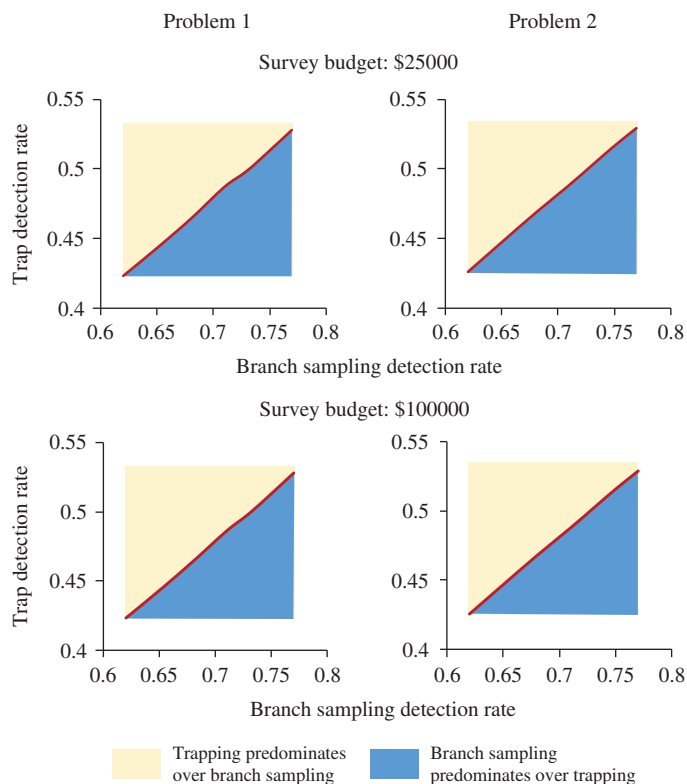 Problem 1
Problem 2
Survey budget: $25000
Trap detection rate
0.55
0.5
0.45
0.4
0.6 0.65 0.7 0.75 0.8
0.55
0.5
0.45
0.4
0.6 0.65 0.7 0.75 0.8
Branch sampling detection rate
Survey budget: $100000
Trap detection rate
0.55
0.5
0.45
0.4
0.6 0.65 0.7 0.75 0.8
0.55
0.5
0.45
0.4
0.6 0.65 0.7 0.75 0.8
Branch sampling detection rate
Trapping predominates
over branch sampling
Branch sampling
predominates over trapping